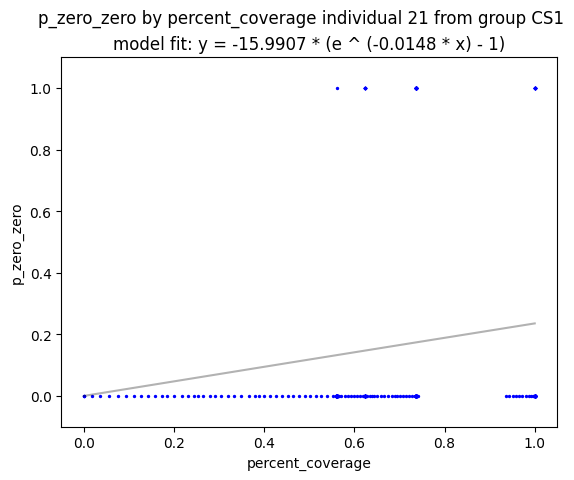 p_zero_zero by percent_coverage individual 21 from group CS1
model fit: y = -15.9907 * (e ^ (-0.0148 * x) - 1)
1.0
0.8
0.6
0.4
0.2
0.0
p_zero_zero
0.0 0.2 0.4 0.6 0.8 1.0
percent_coverage